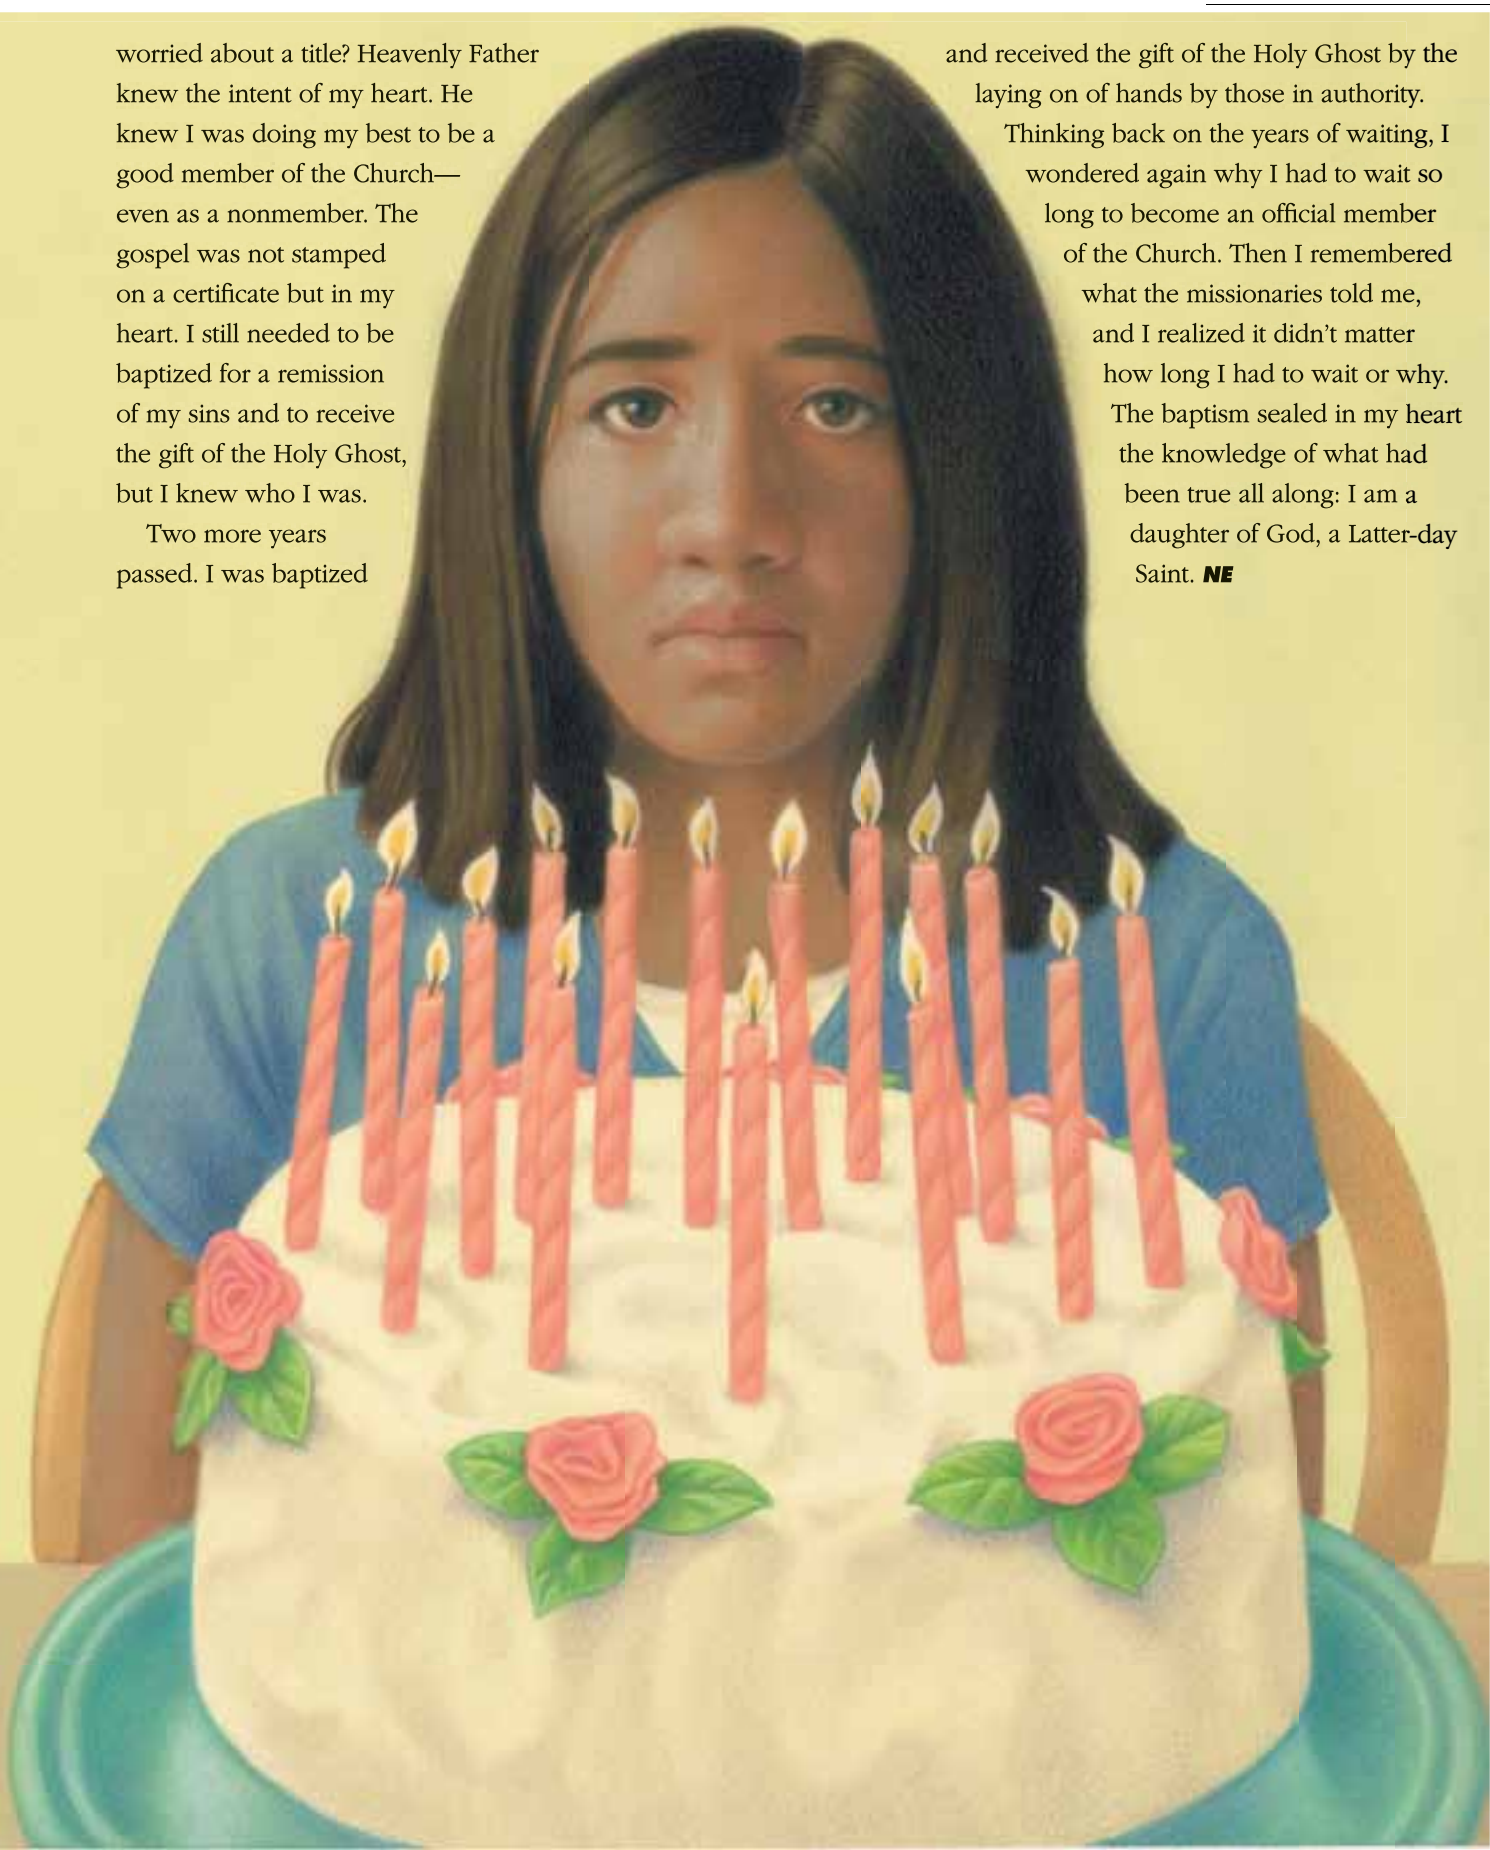 worried about a title? Heavenly Father
knew the intent of my heart. He
knew I was doing my best to be a
good member of the Church—
even as a nonmember. The
gospel was not stamped
on a certificate but in my
heart. I still needed to be
baptized for a remission
of my sins and to receive
the gift of the Holy Ghost,
but I knew who I was.
Two more years
passed. I was baptized
and received the gift of the Holy Ghost by the
laying on of hands by those in authority.
Thinking back on the years of waiting, I
wondered again why I had to wait so
long to become an official member
of the Church. Then I remembered
what the missionaries told me,
and I realized it didn’t matter
how long I had to wait or why.
The baptism sealed in my heart
the knowledge of what had
been true all along: I am a
daughter of God, a Latter-day
Saint. NE